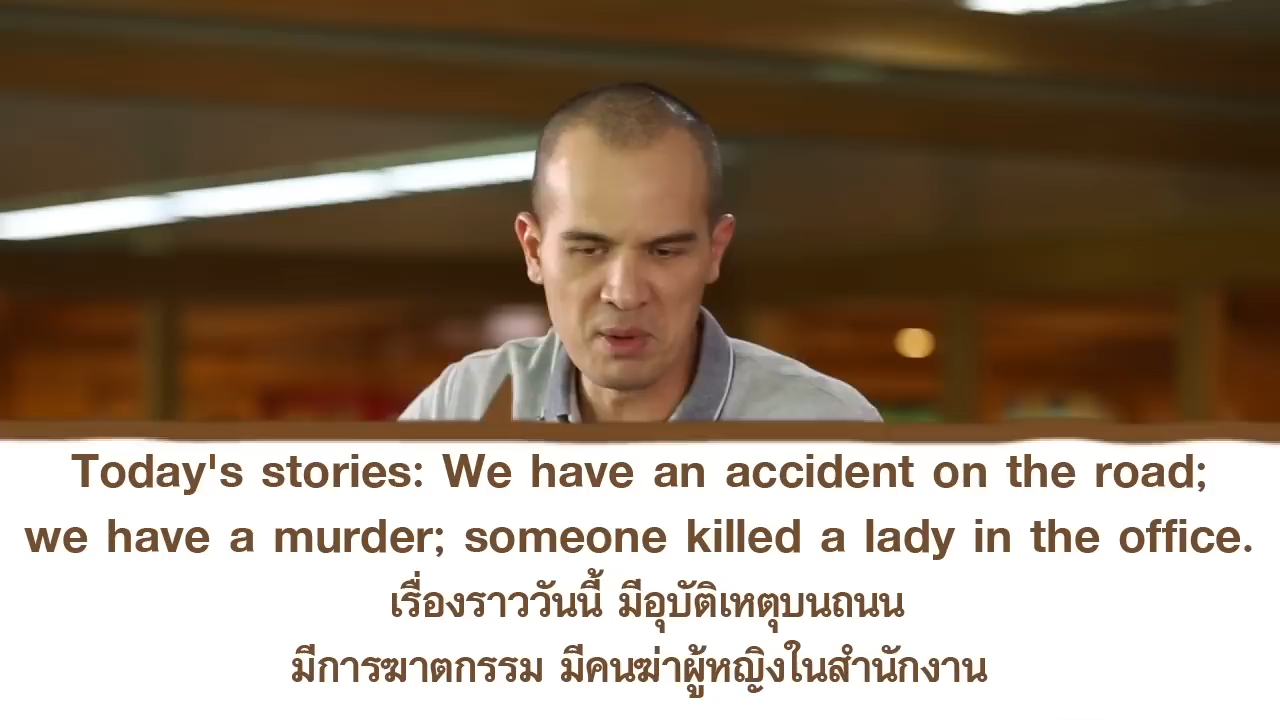 Today's stories: We have an accident on the road;
we have a murder; someone killed a lady in the office.
เรื่องราววันนี้ มีอุบัติเหตุบนถนน
มีการฆาตกรรม มีคนฆ่าผู้หญิงในสำนักงาน